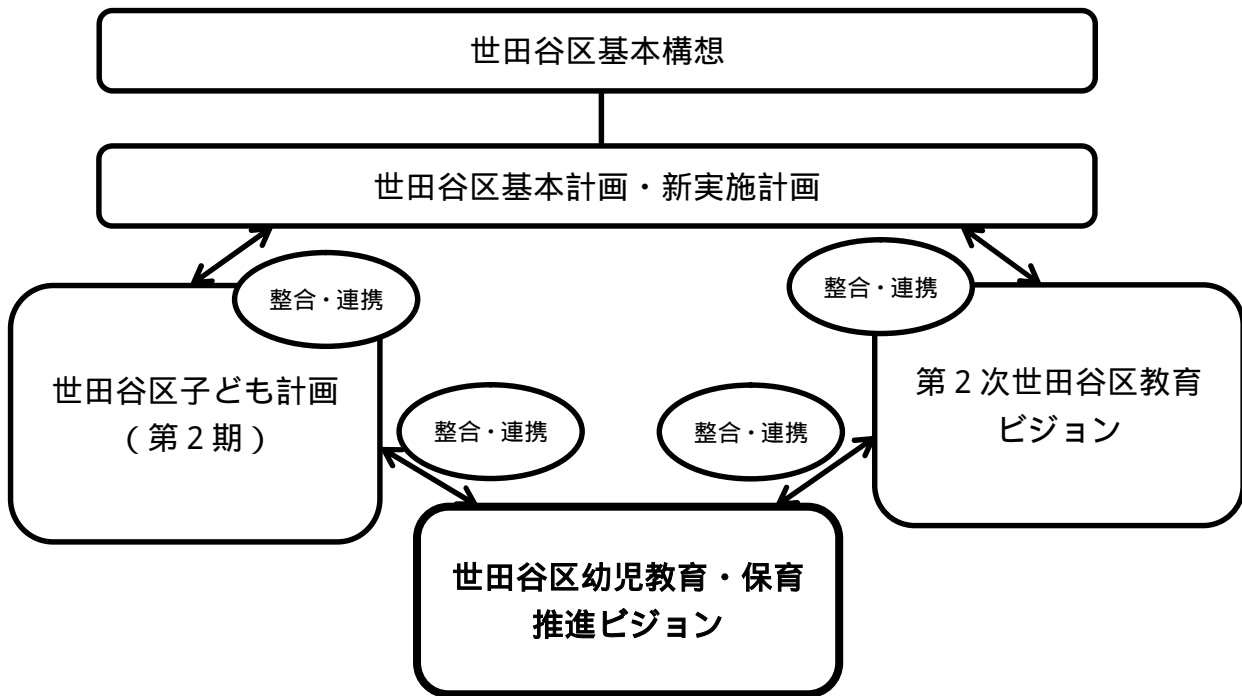 世田谷区基本構想
世田谷区基本計画・新実施計画
整合・連携
整合・連携
世田谷区子ども計画
(第2期)
第2次世田谷区教育
ビジョン
整合・連携
整合・連携
世田谷区幼児教育・保育
推進ビジョン